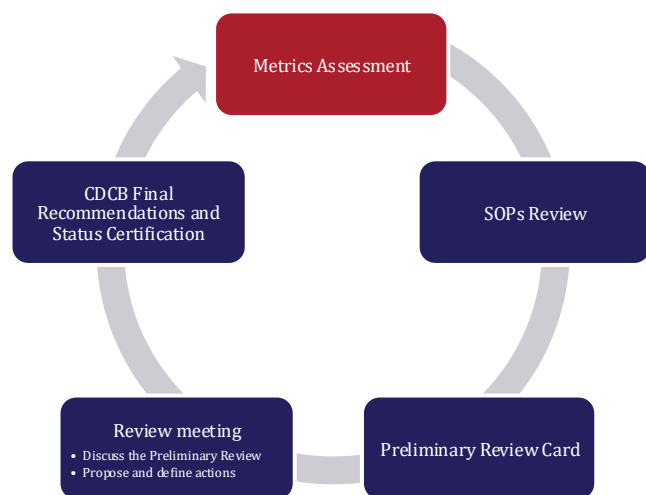 Metrics Assessment
SOPs Review
Preliminary Review Card
Review meeting
• Discuss the Preliminary Review
• Propose and define actions
CDCB Final
Recommendations and
Status Certification